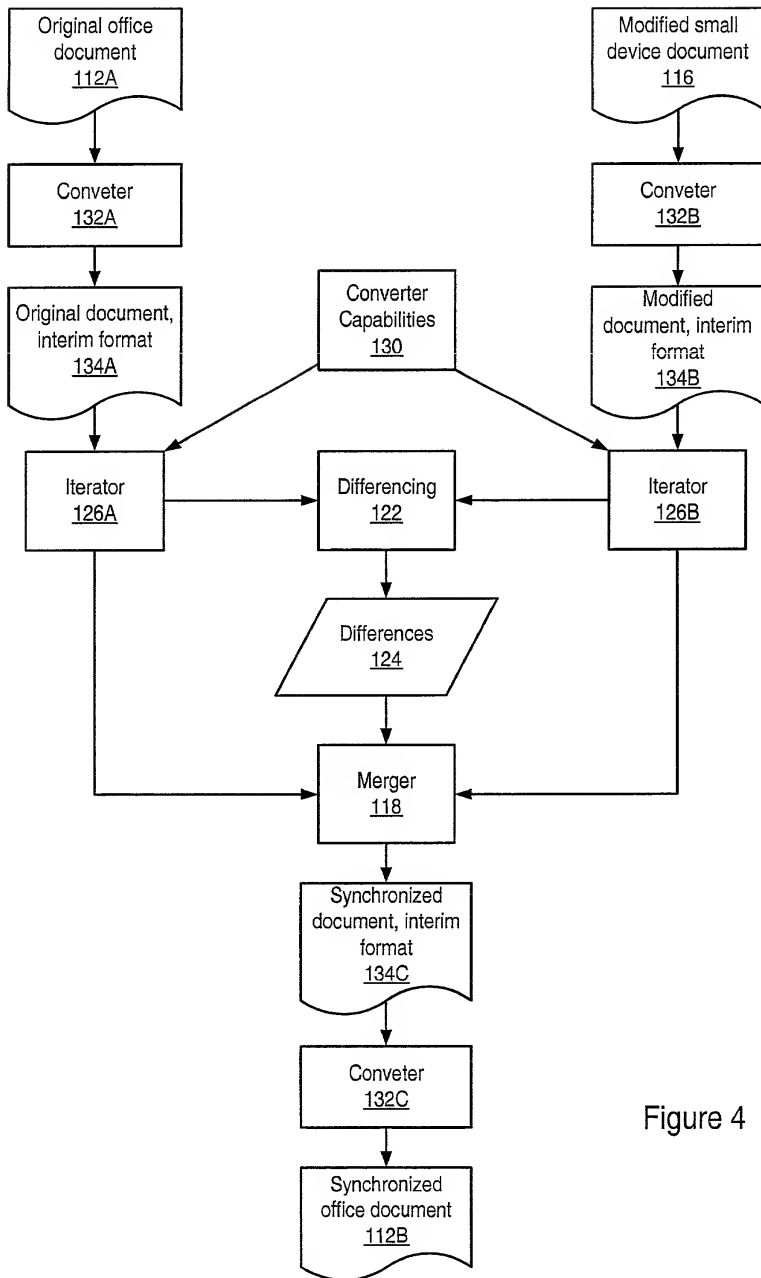 Original office
document
112A
Modified small
device document
116
Conveter
132A
Conveter
132B
Original document,
interim format
134A
Converter
Capabilities
130
Modified
document, interim
format
134B
Iterator
126A
Differencing
122
Iterator
126B
Differences
124
Merger
118
Synchronized
document, interim
format
134C
Conveter
132C
Figure 4
Synchronized
office document
112B